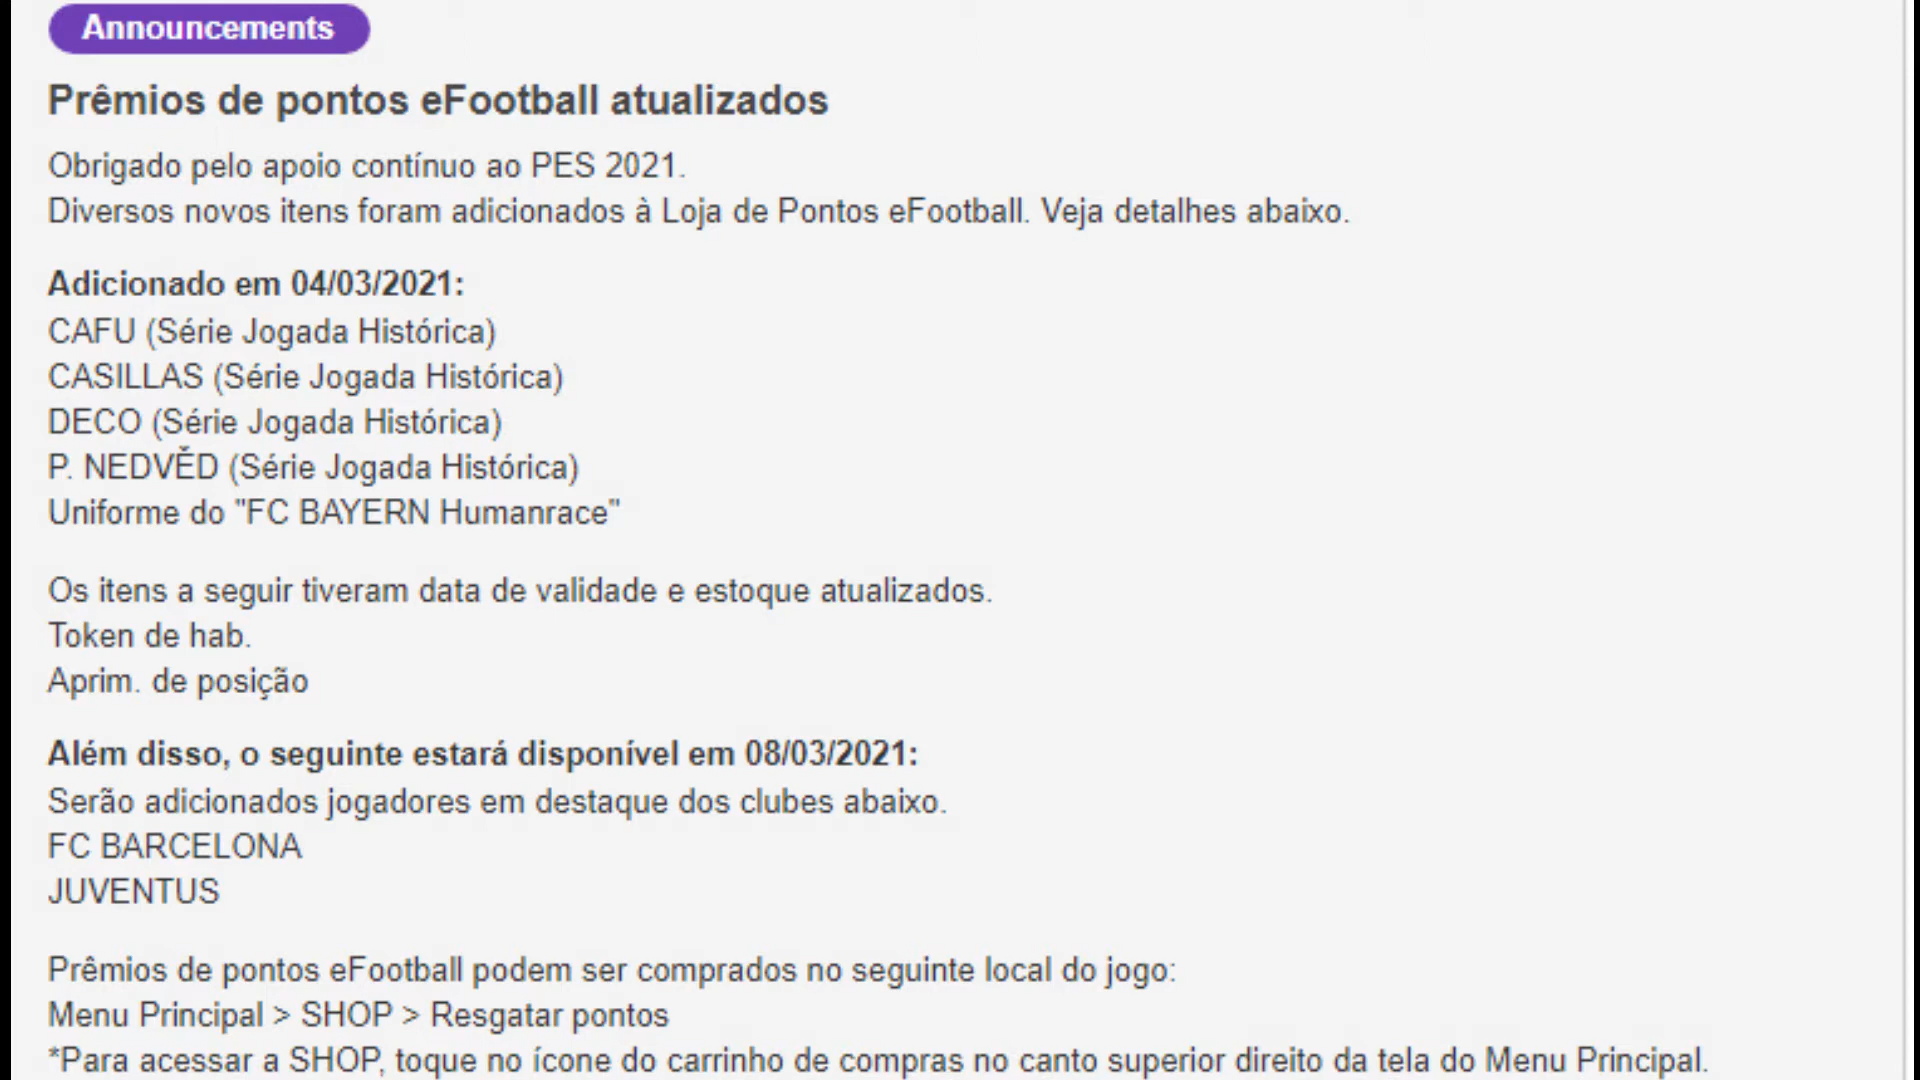 Announcements
Prêmios de pontos eFootball atualizados
Obrigado pelo apoio contínuo ao PES 2021.
Diversos novos itens foram adicionados à Loja de Pontos eFootball. Veja detalhes abaixo.
Adicionado em 04/03/2021:
CAFU (Série Jogada Histórica)
CASILLAS (Série Jogada Histórica)
DECO (Série Jogada Histórica)
P. NEDVĚD (Série Jogada Histórica)
Uniforme do "FC BAYERN Humanrace"
Os itens a seguir tiveram data de validade e estoque atualizados.
Token de hab.
Aprim. de posição
Além disso, o seguinte estará disponível em 08/03/2021:
Serão adicionados jogadores em destaque dos clubes abaixo.
FC BARCELONA
JUVENTUS
Prêmios de pontos eFootball podem ser comprados no seguinte local do jogo:
Menu Principal > SHOP > Resgatar pontos
*Para acessar a SHOP, toque no ícone do carrinho de compras no canto superior direito da tela do Menu Principal.